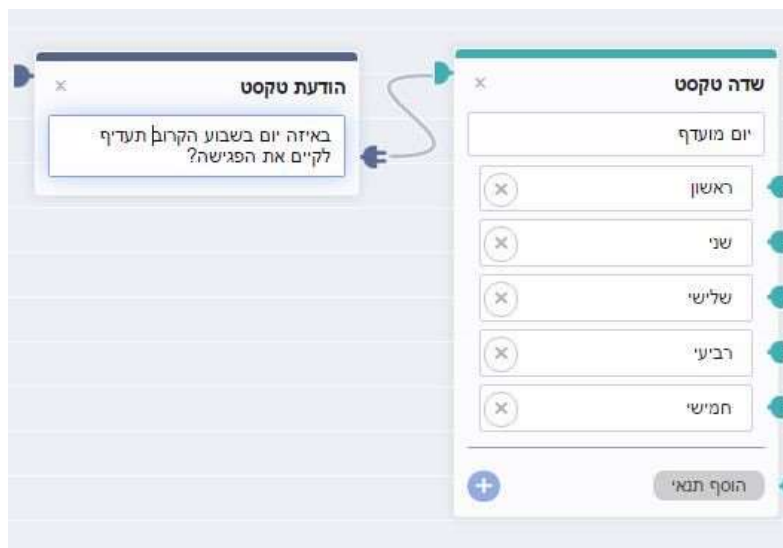 הודעת טקסט
באיזה יום בשבוע הקרוב תעדיף
לקיים את הפגישה?
שדה טקסט
יום מועדף
ראשון
שני
שלישי
רביעי
חמישי
הוסף תנאי